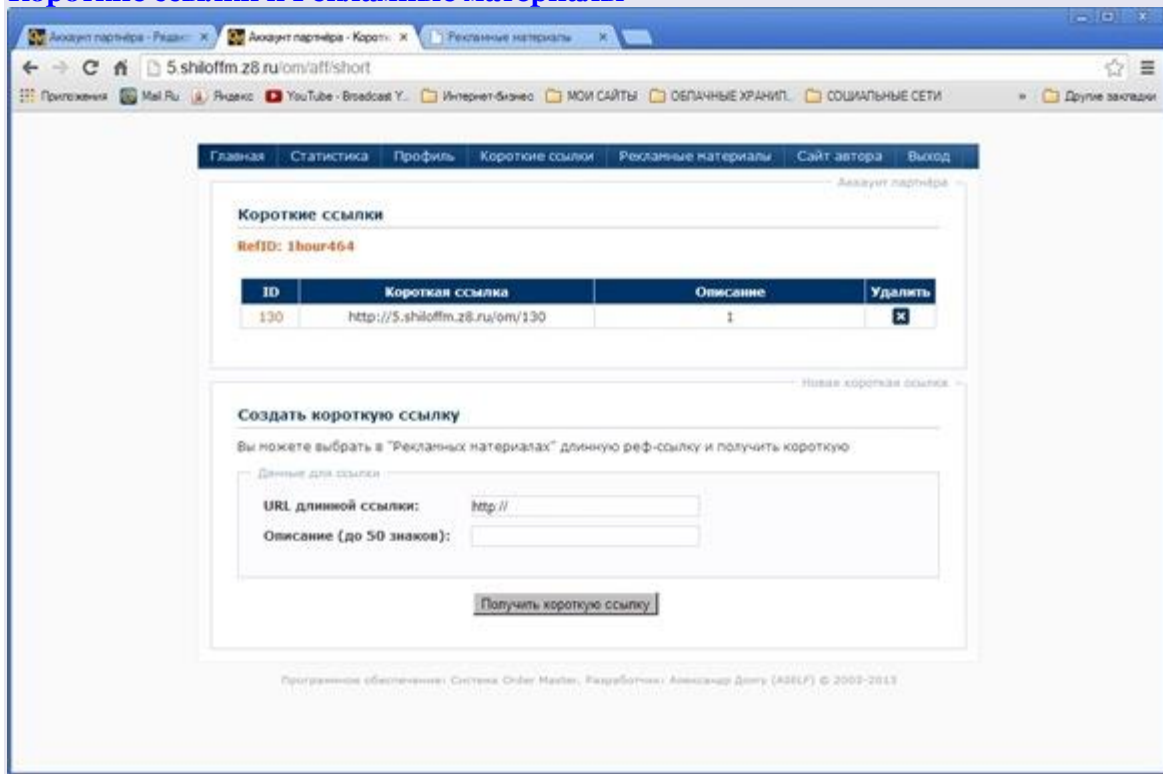 Короткие ссылки и Рекламные материалы
Аккаунт партнёра - Редакт
Аккаунт партнёра - Коротк
Рекламные материалы
5.shiloffm.z8.ru/om/aff/short
Приложения Mail.Ru Яндекс YouTube - Broadcast Y... Интернет-бизнес МОИ САЙТЫ ОБЛАЧНЫЕ ХРАНИЛ... СОЦИАЛЬНЫЕ СЕТИ » Другие закладки
Главная Статистика Профиль Короткие ссылки Рекламные материалы Сайт автора Выход
Аккаунт партнёра
Короткие ссылки
RefID: 1hour464
ID Короткая ссылка Описание Удалить
130 http://5.shiloffm.z8.ru/om/130 1
Новая короткая ссылка
Создать короткую ссылку
Вы можете выбрать в "Рекламных материалах" длинную реф-ссылку и получить короткую
Данные для ссылки
URL длинной ссылки: http://
Описание (до 50 знаков):
Получить короткую ссылку
Программное обеспечение: Система Order Master, Разработчик: Александр Долгу (ASELF) © 2003-2013